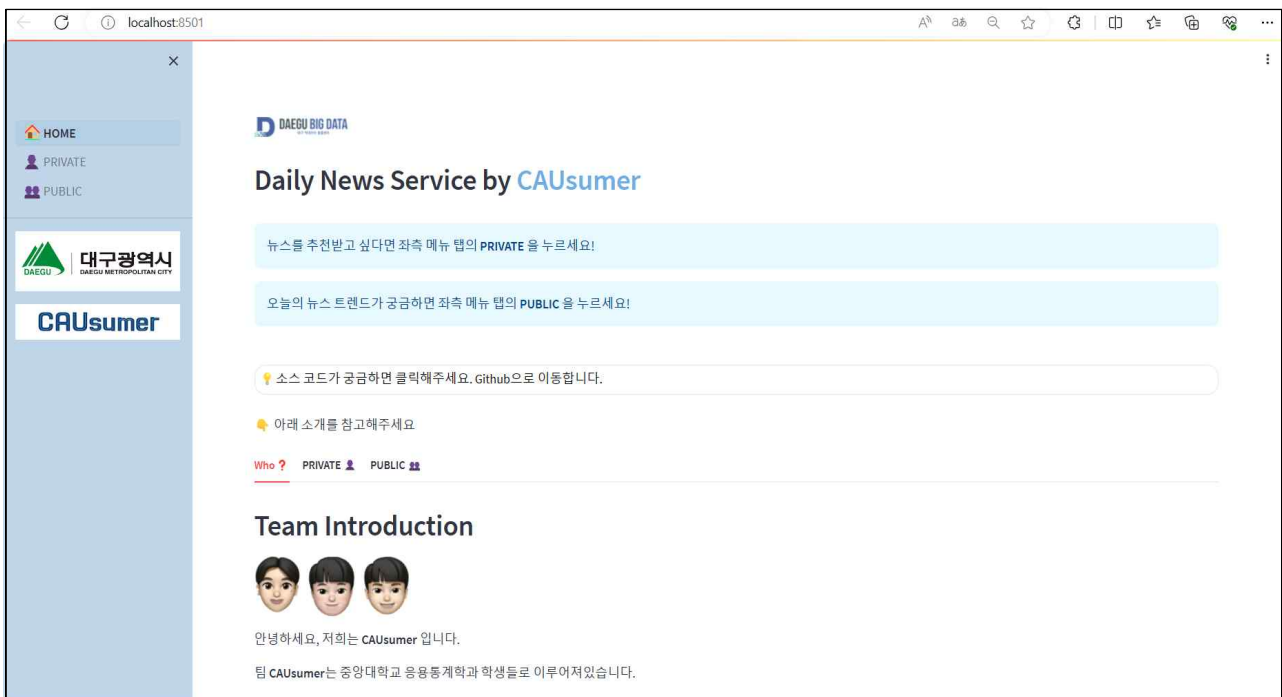 localhost:8501
HOME
PRIVATE
PUBLIC
DAEGU
대구광역시
DAEGU METROPOLITAN CITY
CAUsumer
DAEGU BIG DATA
Daily News Service by CAUsumer
뉴스를 추천받고 싶다면 좌측 메뉴 탭의 PRIVATE 을 누르세요!
오늘의 뉴스 트렌드가 궁금하면 좌측 메뉴 탭의 PUBLIC 을 누르세요!
소스 코드가 궁금하면 클릭해주세요. Github으로 이동합니다.
아래 소개를 참고해주세요
Who❓ PRIVATE PUBLIC
Team Introduction
안녕하세요, 저희는 CAUsumer 입니다.
팀 CAUsumer는 중앙대학교 응용통계학과 학생들로 이루어져있습니다.